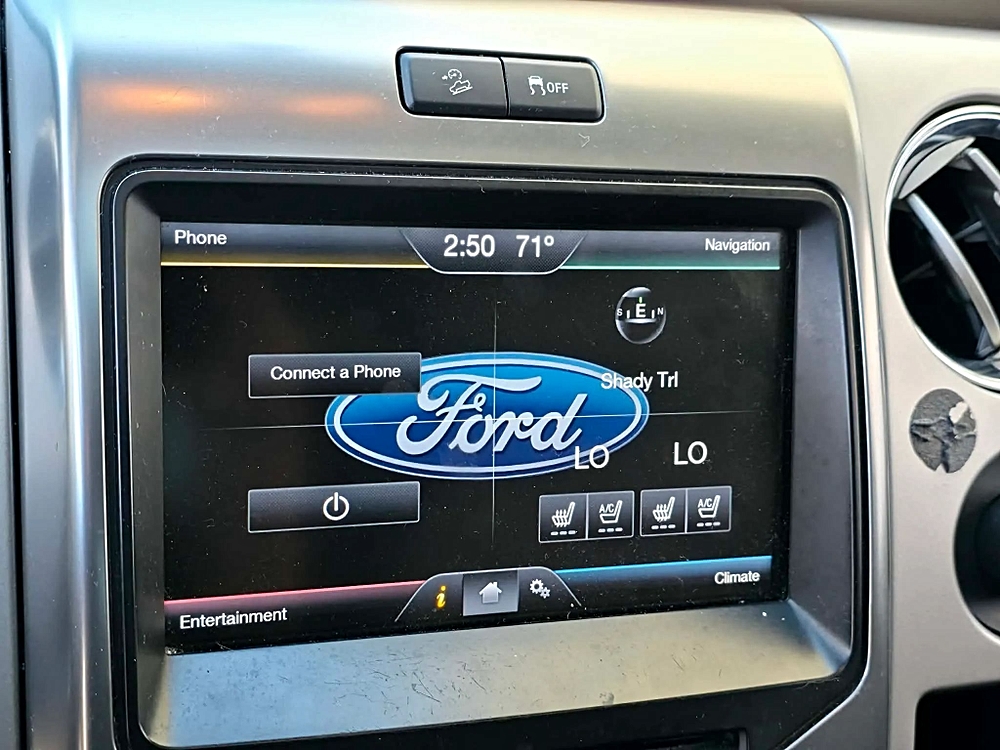 OFF
Phone
2:50 71°
Navigation
S E N
Connect a Phone
Shady Trl
Ford
LO LO
A/C A/C
i
Climate
Entertainment